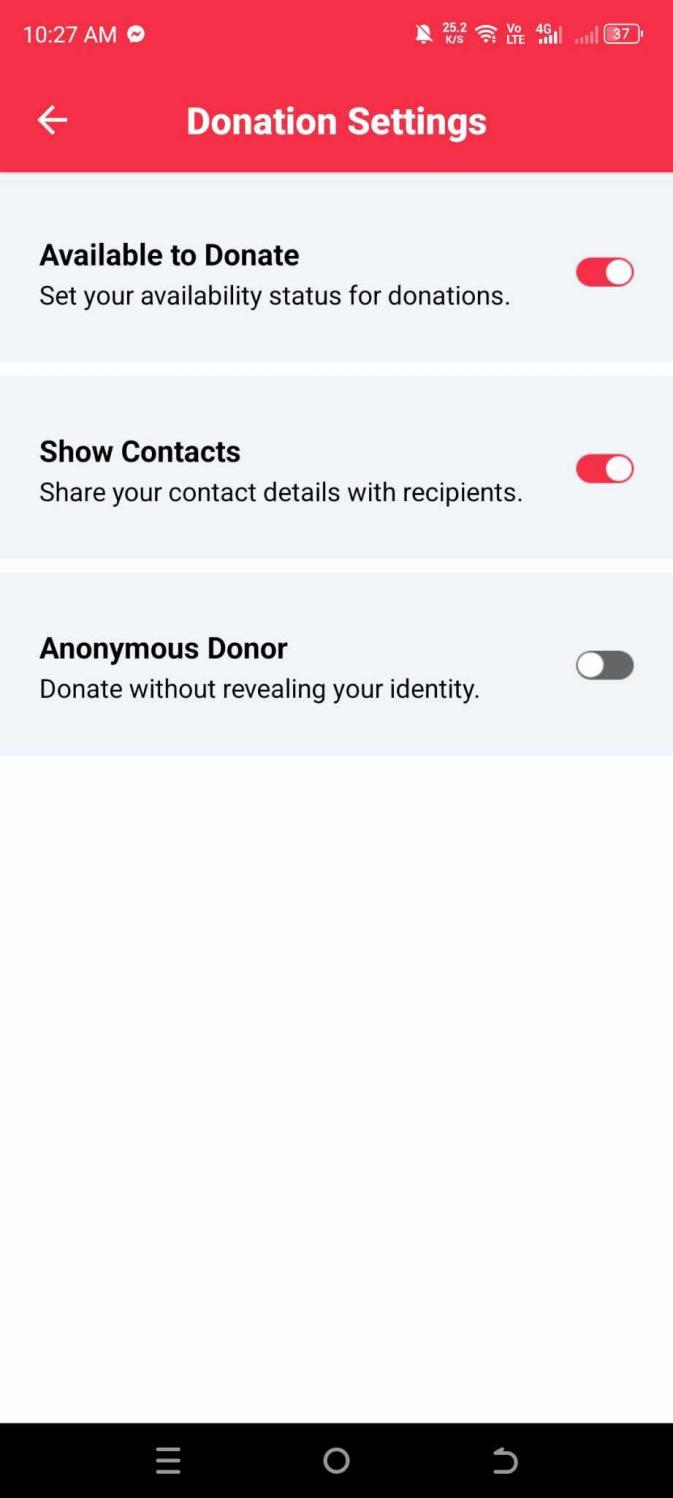 10:27 AM
25.2 K/S Vo LTE 4G 37
Donation Settings
Available to Donate
Set your availability status for donations.
Show Contacts
Share your contact details with recipients.
Anonymous Donor
Donate without revealing your identity.